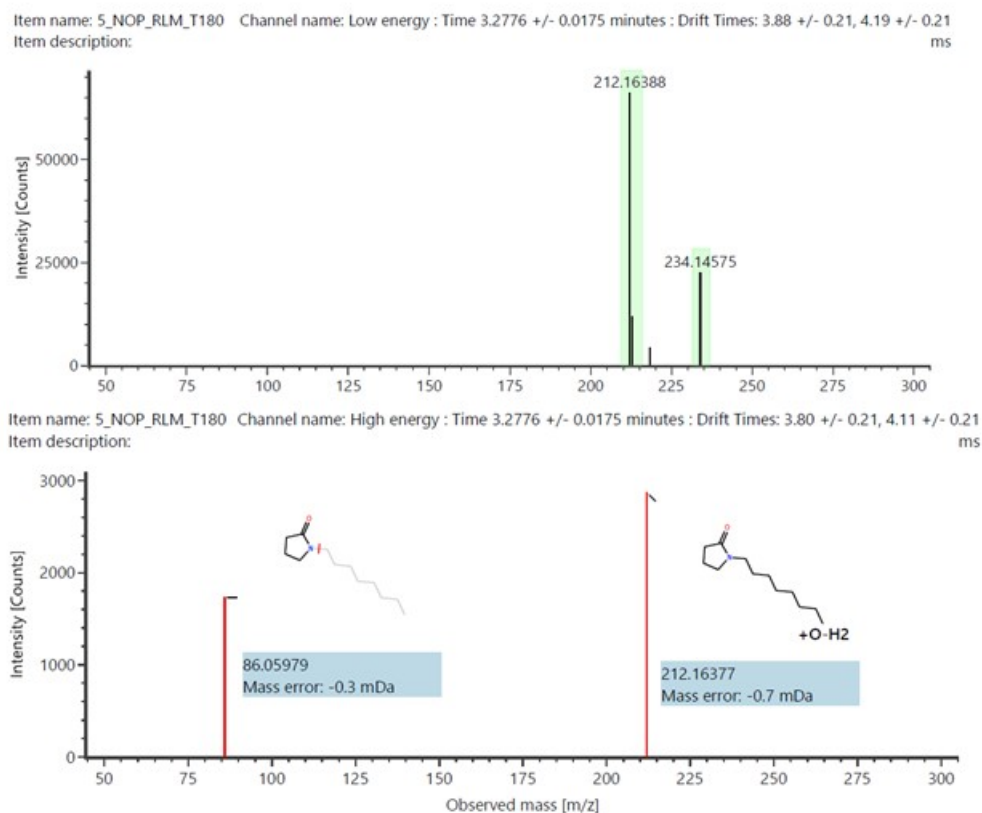 Item name: 5_NOP_RLM_T180 Channel name: Low energy : Time 3.2776 +/- 0.0175 minutes : Drift Times: 3.88 +/- 0.21, 4.19 +/- 0.21
Item description: ms
212.16388
234.14575
Intensity [Counts]
50000
25000
0
50 75 100 125 150 175 200 225 250 275 300
Item name: 5_NOP_RLM_T180 Channel name: High energy : Time 3.2776 +/- 0.0175 minutes : Drift Times: 3.80 +/- 0.21, 4.11 +/- 0.21
Item description: ms
Intensity [Counts]
3000
2000
1000
0
O
N
O
N
+O-H2
86.05979
Mass error: -0.3 mDa
212.16377
Mass error: -0.7 mDa
50 75 100 125 150 175 200 225 250 275 300
Observed mass [m/z]